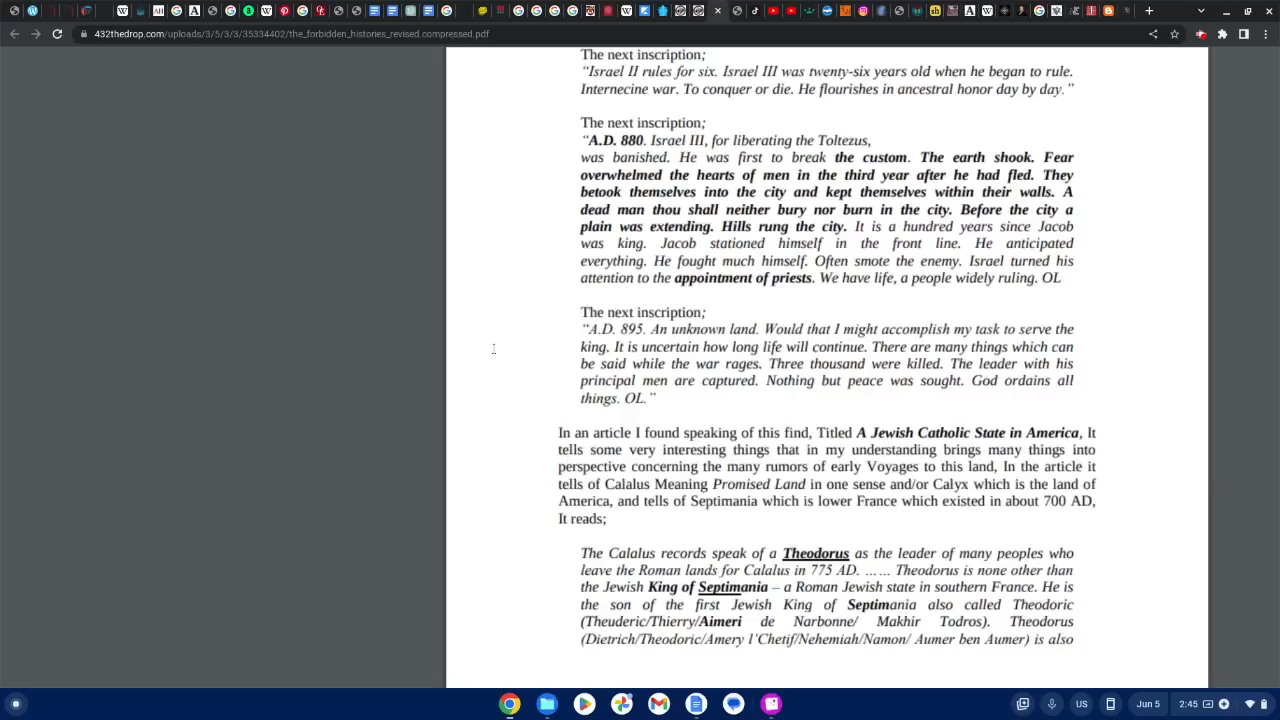 432thedrop.com/uploads/3/5/3/3/35334402/the_forbidden_histories_revised.compressed.pdf
The next inscription;
“Israel II rules for six. Israel III was twenty-six years old when he began to rule.
Internecine war. To conquer or die. He flourishes in ancestral honor day by day.”
The next inscription;
“A.D. 880. Israel III, for liberating the Toltezus,
was banished. He was first to break the custom. The earth shook. Fear
overwhelmed the hearts of men in the third year after he had fled. They
betook themselves into the city and kept themselves within their walls. A
dead man thou shall neither bury nor burn in the city. Before the city a
plain was extending. Hills rung the city. It is a hundred years since Jacob
was king. Jacob stationed himself in the front line. He anticipated
everything. He fought much himself. Often smote the enemy. Israel turned his
attention to the appointment of priests. We have life, a people widely ruling. OL
The next inscription;
“A.D. 895. An unknown land. Would that I might accomplish my task to serve the
king. It is uncertain how long life will continue. There are many things which can
be said while the war rages. Three thousand were killed. The leader with his
principal men are captured. Nothing but peace was sought. God ordains all
things. OL.”
In an article I found speaking of this find, Titled A Jewish Catholic State in America, It
tells some very interesting things that in my understanding brings many things into
perspective concerning the many rumors of early Voyages to this land, In the article it
tells of Calalus Meaning Promised Land in one sense and/or Calyx which is the land of
America, and tells of Septimania which is lower France which existed in about 700 AD,
It reads;
The Calalus records speak of a Theodorus as the leader of many peoples who
leave the Roman lands for Calalus in 775 AD. …… Theodorus is none other than
the Jewish King of Septimania – a Roman Jewish state in southern France. He is
the son of the first Jewish King of Septimania also called Theodoric
(Theuderic/Thierry/Aimeri de Narbonne/ Makhir Todros). Theodorus
(Dietrich/Theodoric/Amery l’Chetif/Nehemiah/Namon/ Aumer ben Aumer) is also
US
Jun 5
2:45